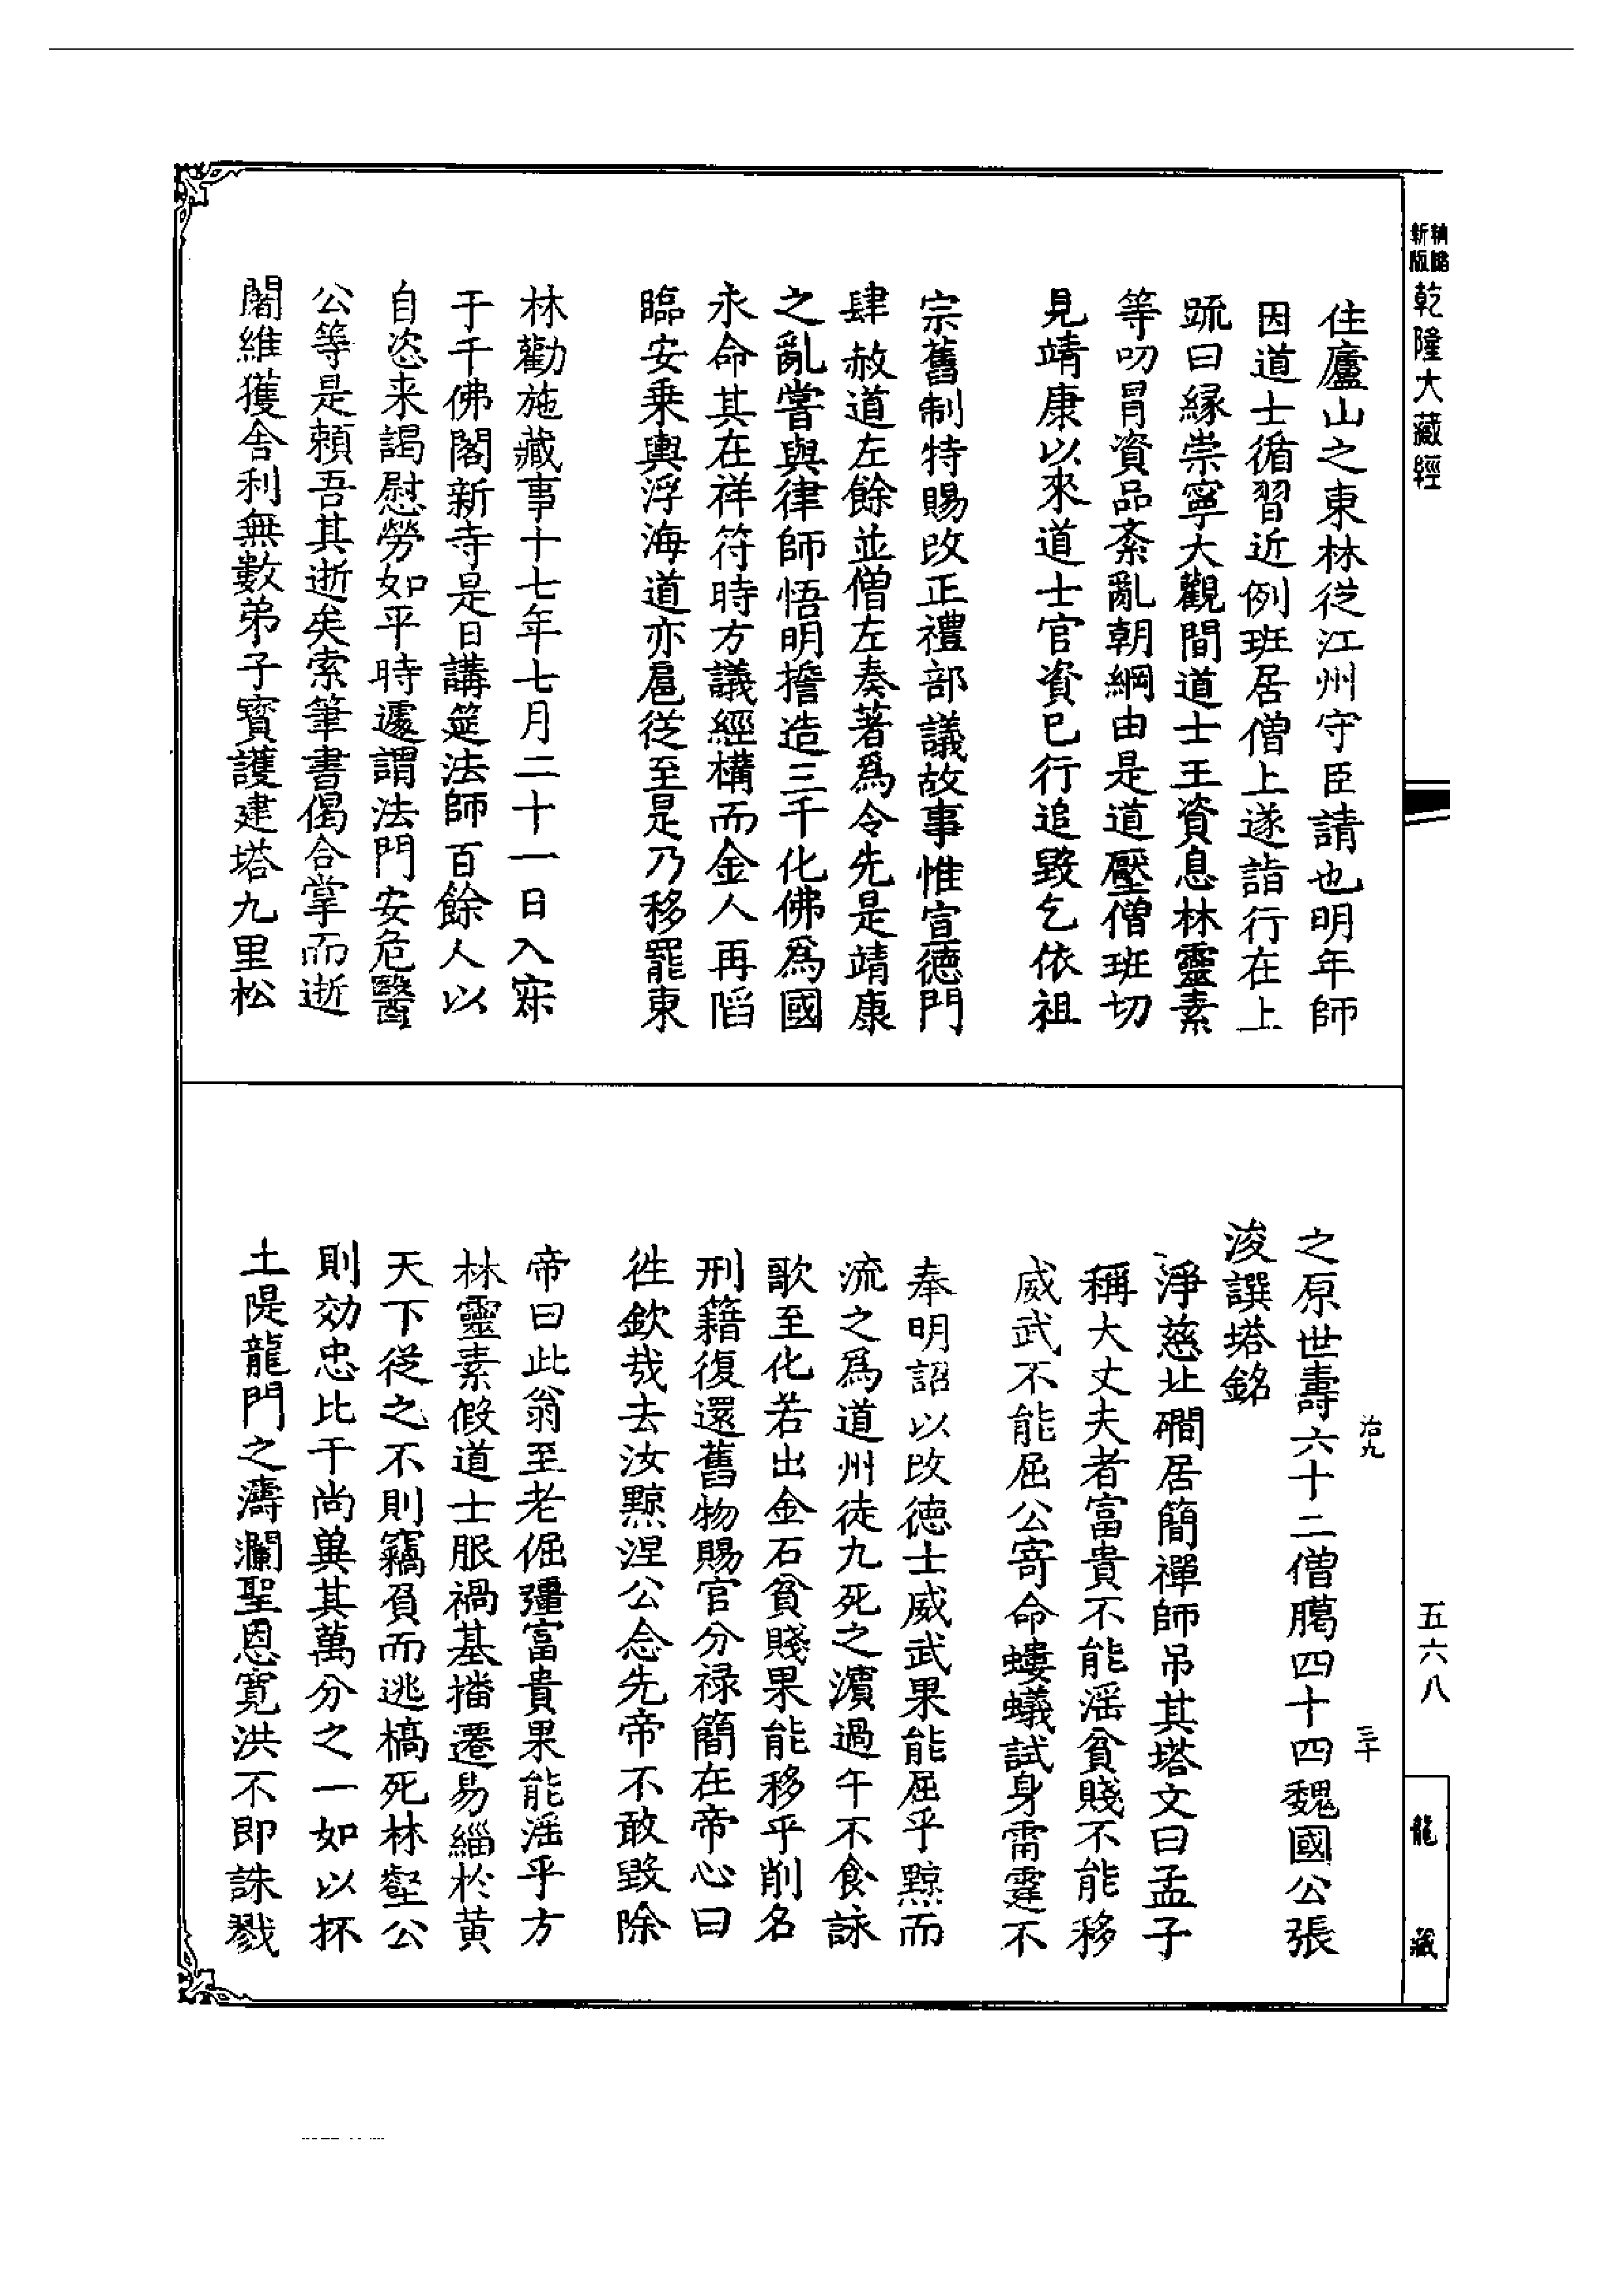 新版精縮乾隆大藏經
五六八
龍藏
住廬山之東林從江州守臣請也明年師
因道士循習近例班居僧上遂詣行在上
疏曰緣崇寧大觀間道士王資息林靈素
等叨冒資品紊亂朝綱由是道壓僧班切
見靖康以來道士官資已行追毀乞依祖
宗舊制特賜改正禮部議故事惟宣德門
肆赦道左餘並僧左奏著爲令先是靖康
之亂嘗與律師悟明擔造三千化佛爲國
永命其在祥符時方議經構而金人再陷
臨安乘輿浮海道亦扈從至是乃移罷東
林勸施藏事十七年七月二十一日入寂
于千佛閣新寺是日講筵法師百餘人以
自恣来謁慰勞如平時遽謂法門安危醫
公等是賴吾其逝矣索筆書偈合掌而逝
闍維獲舍利無數弟子寶護建塔九里松
之原世壽六十二僧臈四十四魏國公張
浚譔塔銘
治九
三十
淨慈北磵居簡禪師吊其塔文曰孟子
稱大丈夫者富貴不能滛貧賤不能移
威武不能屈公寄命螻蟻試身雷霆不
奉明詔以改德士威武果能屈乎黥而
流之爲道州徒九死之濵過午不食詠
歌至化若出金石貧賤果能移乎削名
刑籍復還舊物賜官分禄簡在帝心曰
徃欽哉去汝黥涅公念先帝不敢毀除
帝曰此翁至老倔彊富貴果能滛乎方
林靈素假道士服禍基播遷易緇於黄
天下從之不則竊負而逃槁死林壑公
則効忠比干尚冀其萬分之一如以抔
土隄龍門之濤瀾聖恩寬洪不即誅戮